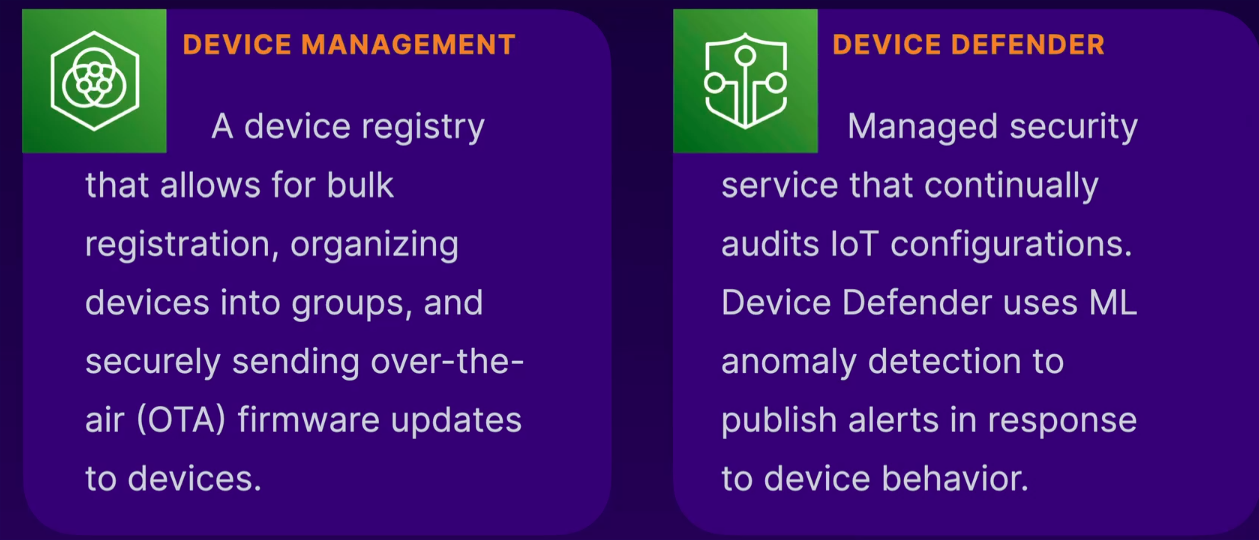 DEVICE MANAGEMENT
A device registry
that allows for bulk
registration, organizing
devices into groups, and
securely sending over-the-
air (OTA) firmware updates
to devices.
DEVICE DEFENDER
Managed security
service that continually
audits IoT configurations.
Device Defender uses ML
anomaly detection to
publish alerts in response
to device behavior.